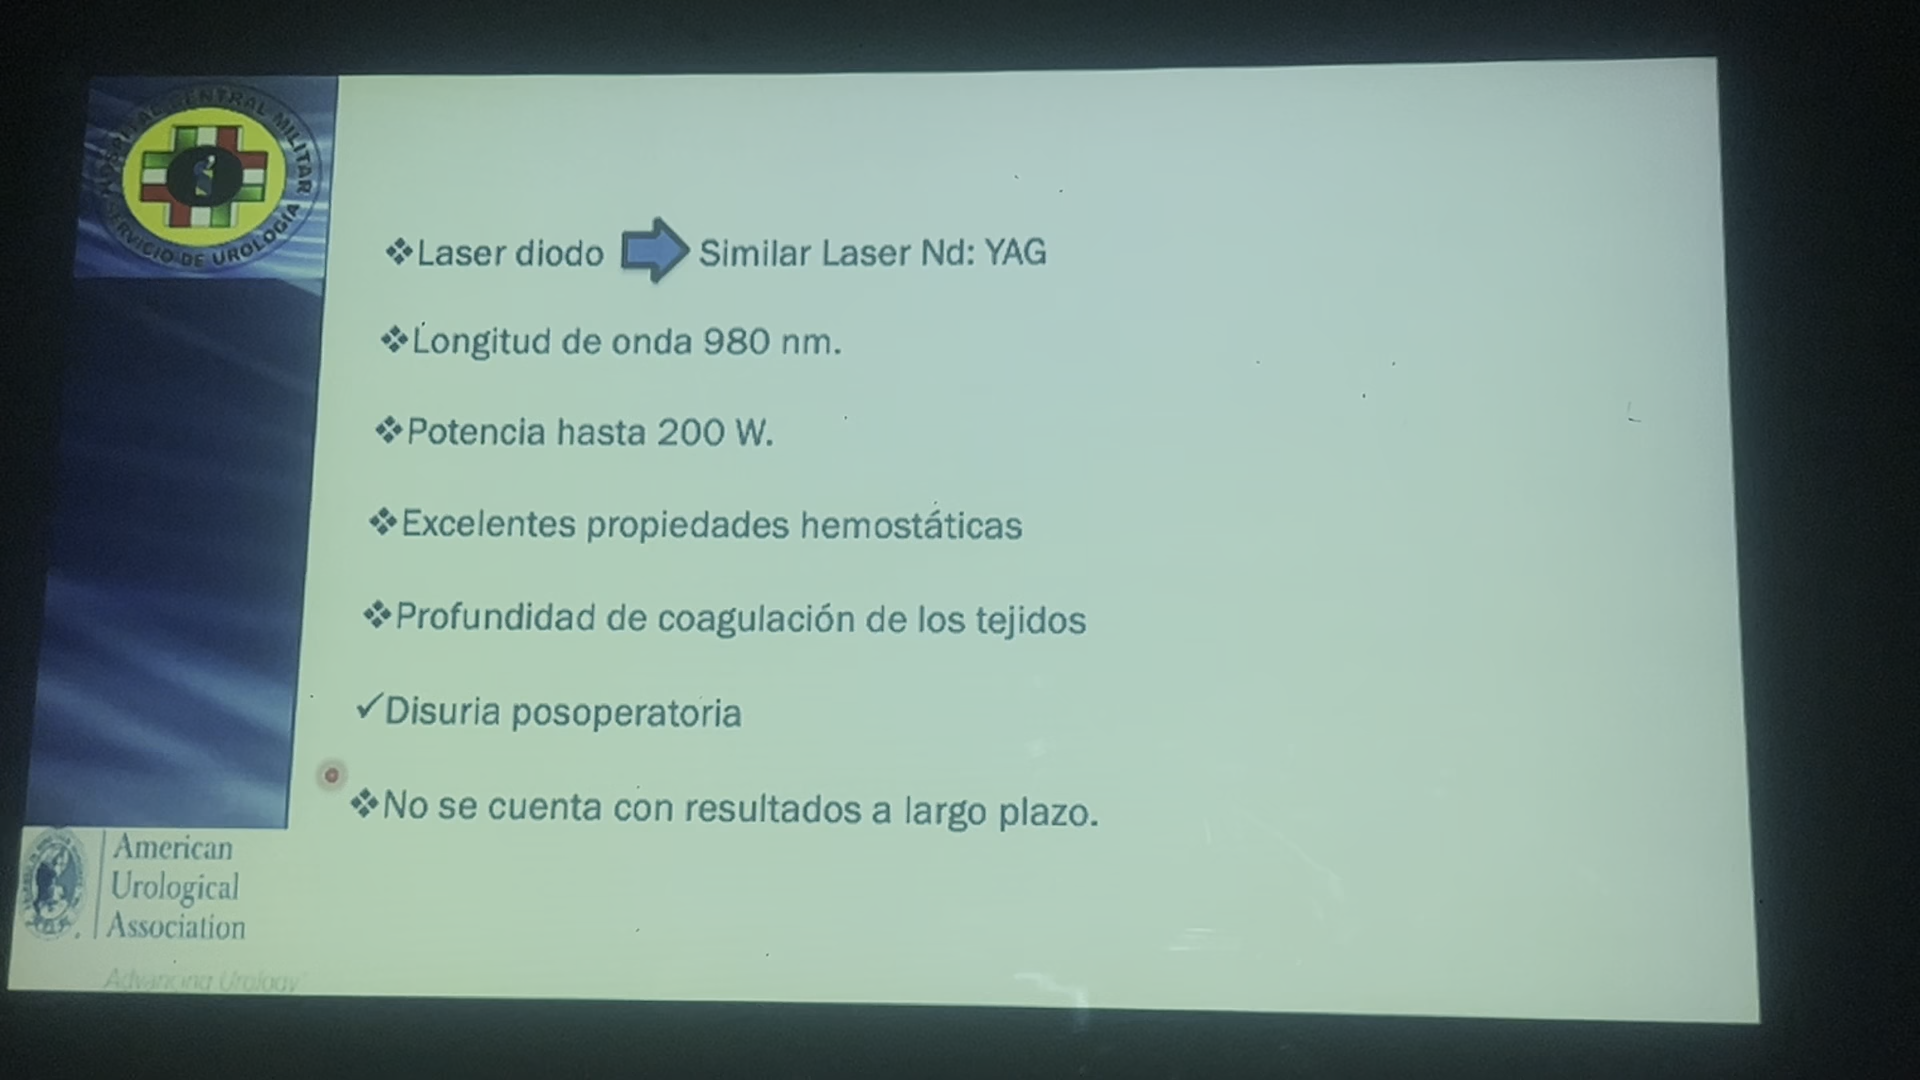 HOSPITAL CENTRAL MILITAR
SERVICIO DE UROLOGÍA
Laser diodo Similar Laser Nd: YAG
Longitud de onda 980 nm.
Potencia hasta 200 W.
Excelentes propiedades hemostáticas
Profundidad de coagulación de los tejidos
Disuria posoperatoria
No se cuenta con resultados a largo plazo.
American
Urological
Association
Advancing Urology